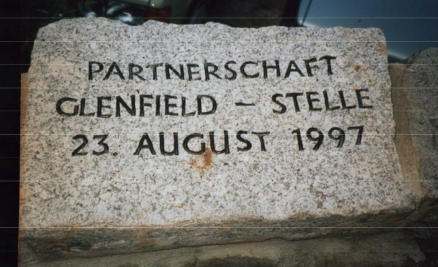 PARTNERSCHAFT
GLENFIELD – STELLE
23. AUGUST 1997